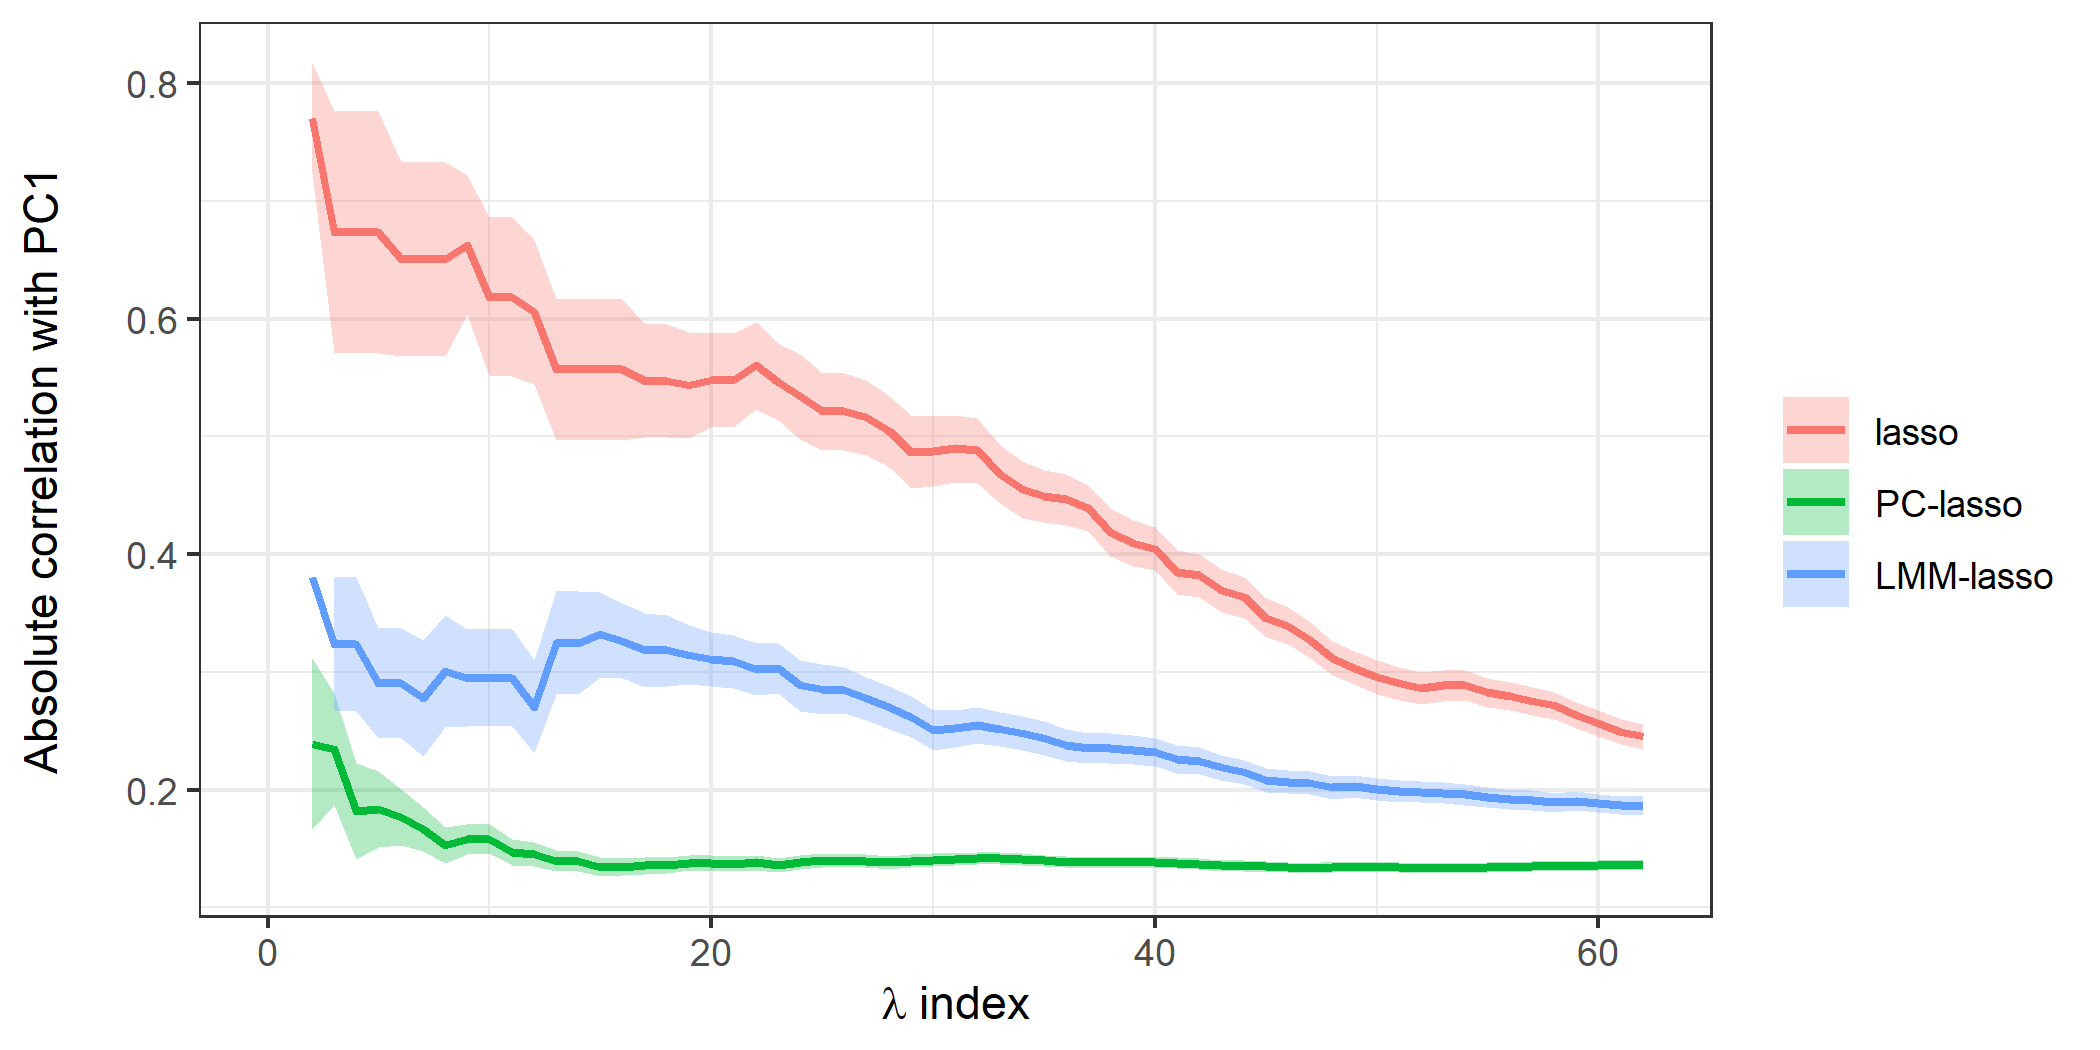 Absolute correlation with PC1
0.8
0.6
0.4
0.2
0 20 40 60
λ index
lasso
PC-lasso
LMM-lasso